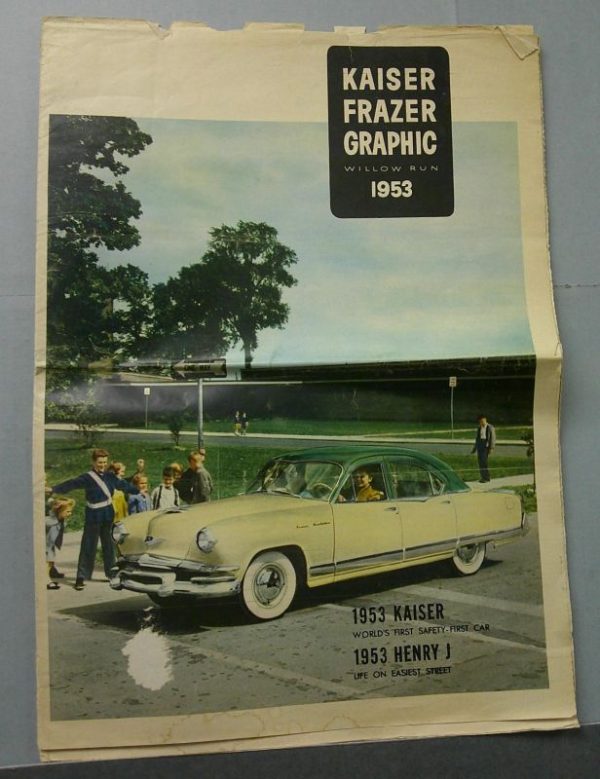 KAISER
FRAZER
GRAPHIC
WILLOW RUN
1953
1953 KAISER
WORLD'S FIRST SAFETY-FIRST CAR
1953 HENRY J
LIFE ON EASIEST STREET